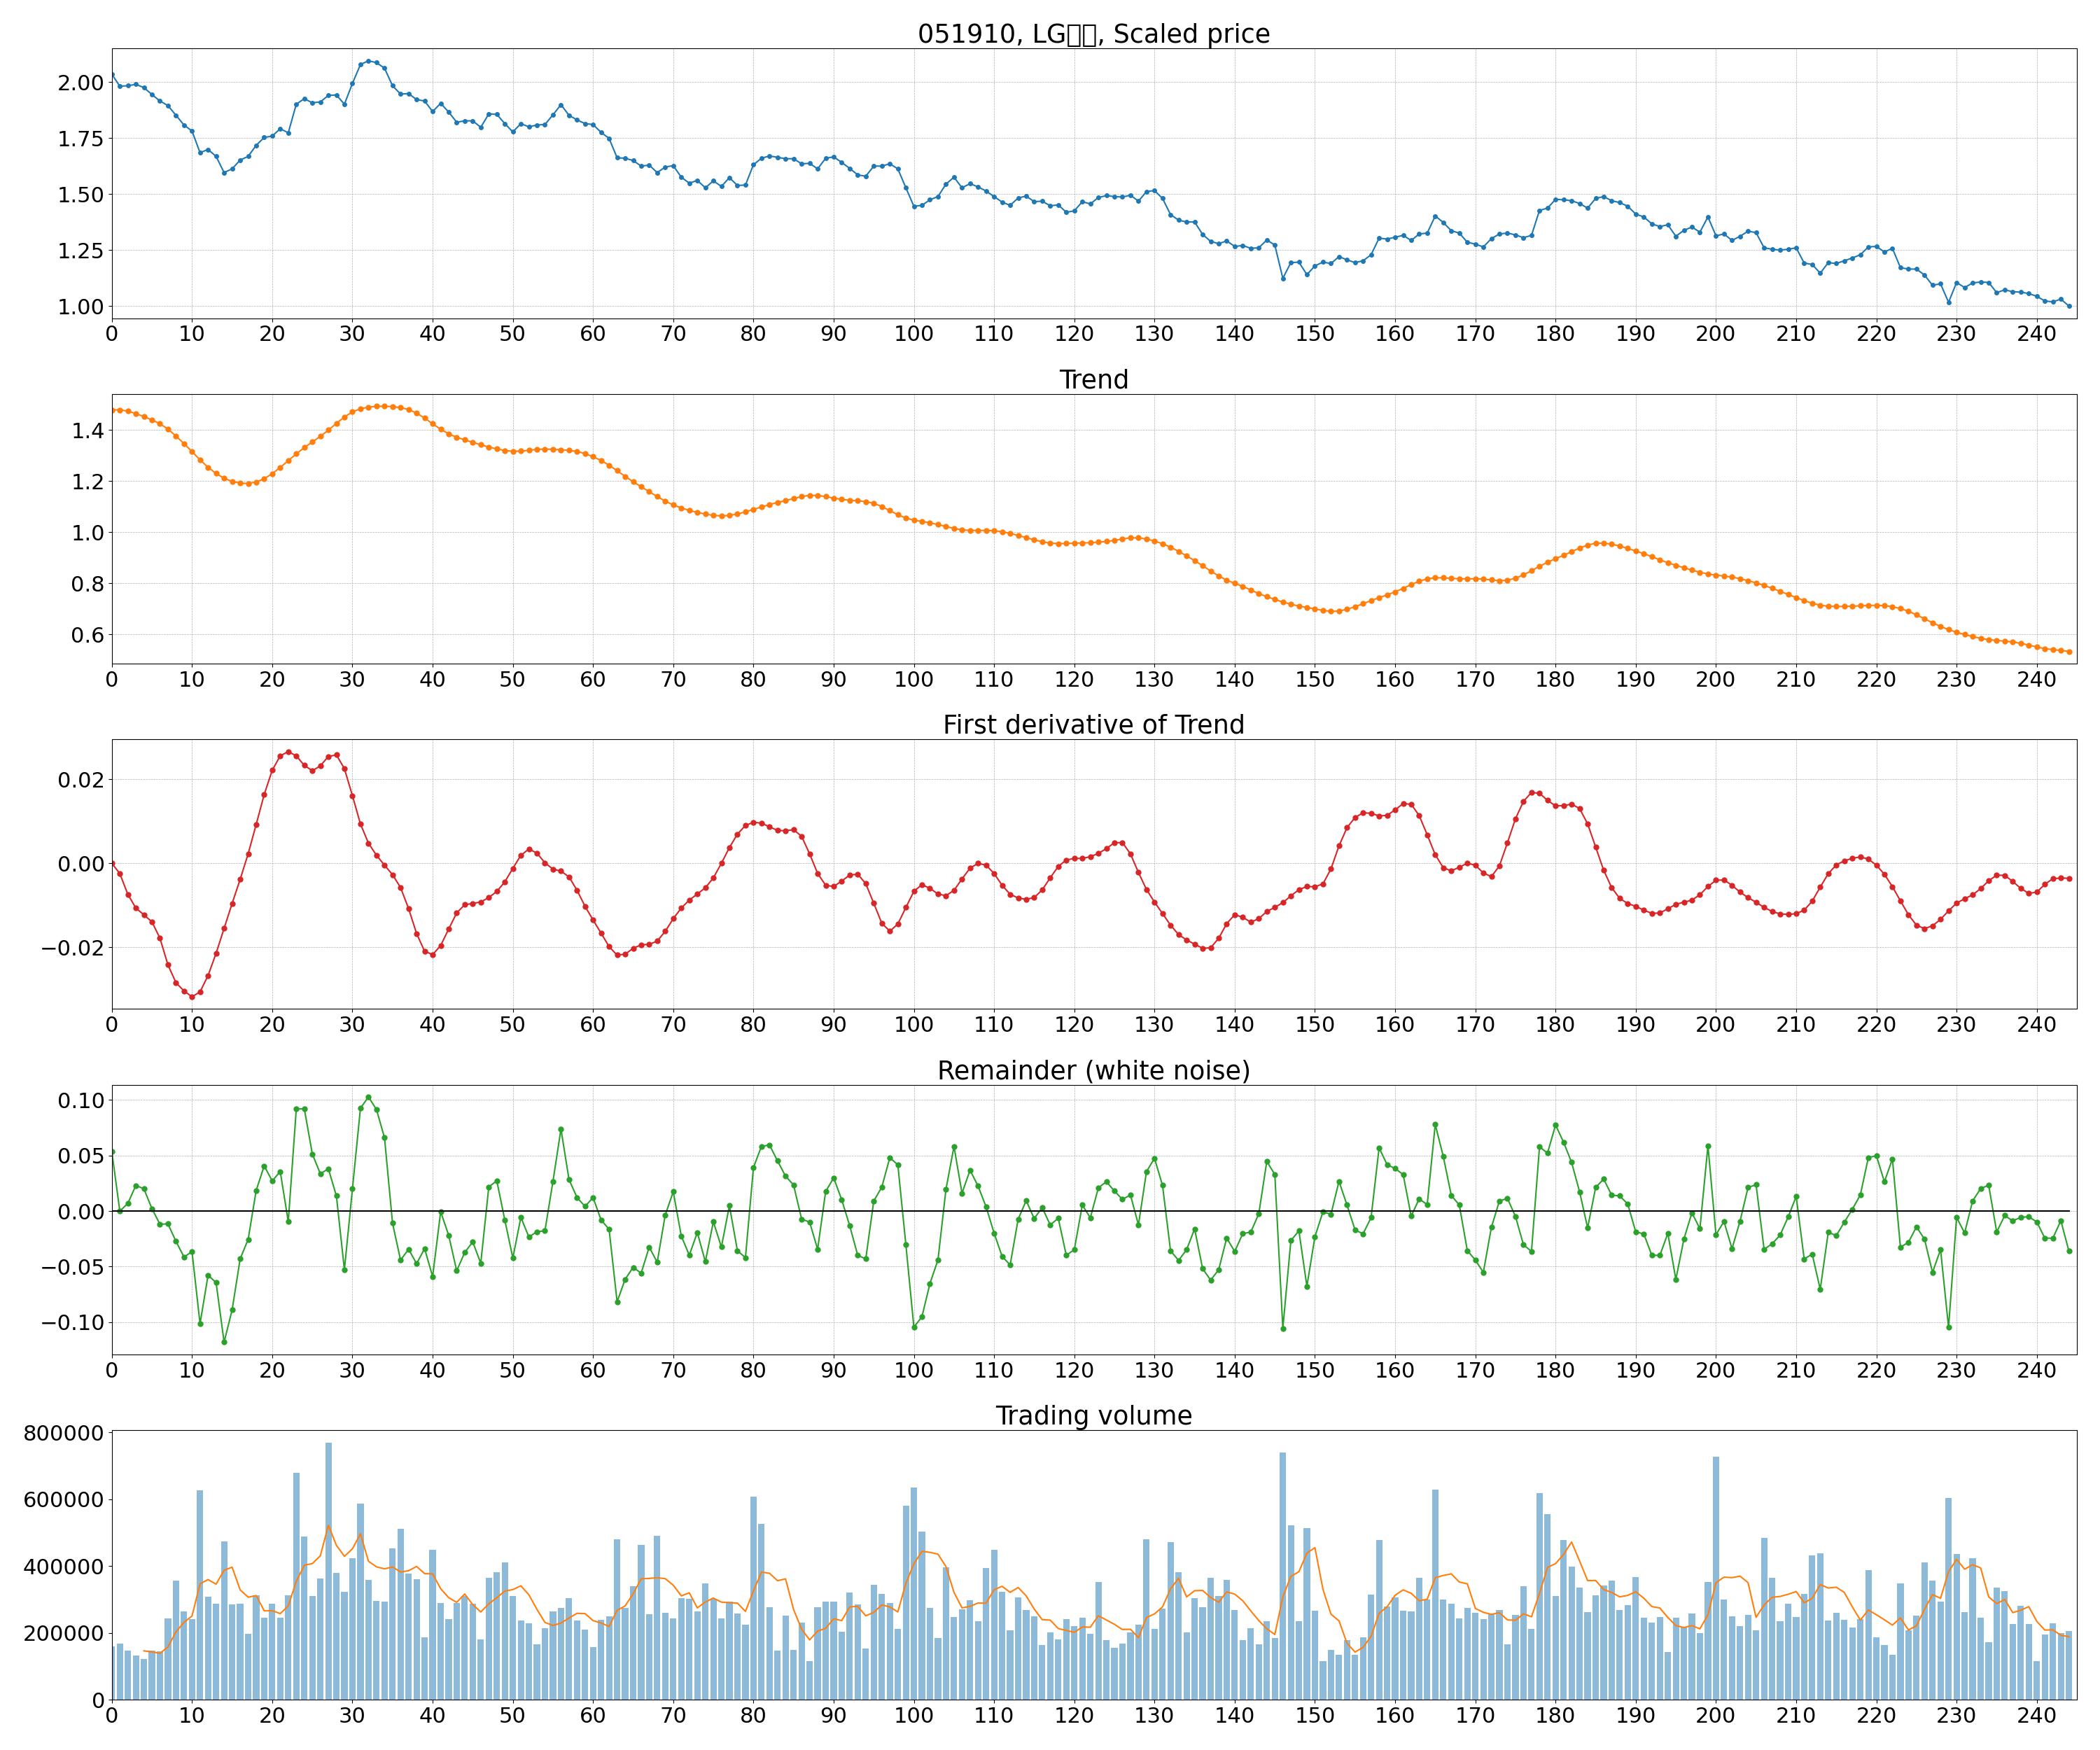 051910, LG□□, Scaled price
2.00
1.75
1.50
1.25
1.00
0 10 20 30 40 50 60 70 80 90 100 110 120 130 140 150 160 170 180 190 200 210 220 230 240
Trend
1.4
1.2
1.0
0.8
0.6
0 10 20 30 40 50 60 70 80 90 100 110 120 130 140 150 160 170 180 190 200 210 220 230 240
First derivative of Trend
0.02
0.00
−0.02
0 10 20 30 40 50 60 70 80 90 100 110 120 130 140 150 160 170 180 190 200 210 220 230 240
Remainder (white noise)
0.10
0.05
0.00
−0.05
−0.10
0 10 20 30 40 50 60 70 80 90 100 110 120 130 140 150 160 170 180 190 200 210 220 230 240
Trading volume
800000
600000
400000
200000
0
0 10 20 30 40 50 60 70 80 90 100 110 120 130 140 150 160 170 180 190 200 210 220 230 240